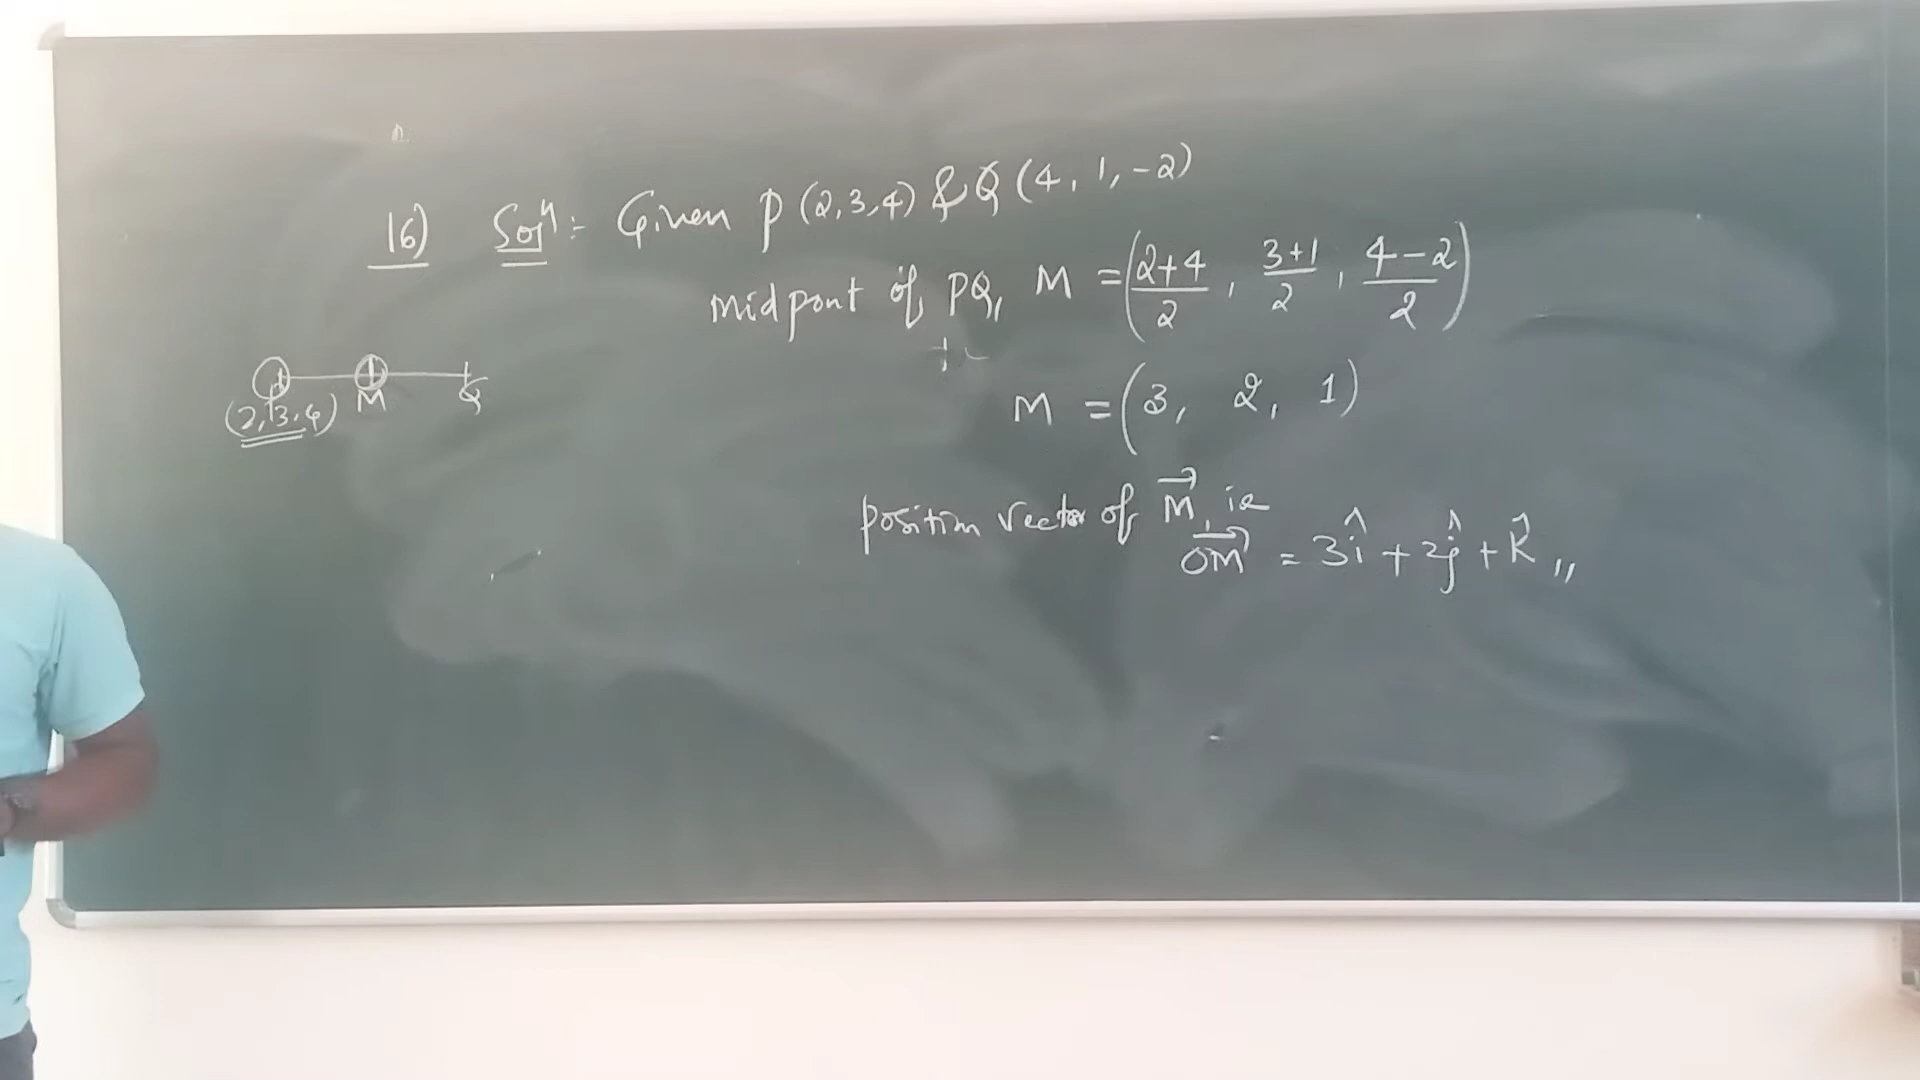 16) Solⁿ:- Given P(2,3,4) & Q(4, 1, -2)
midpont of PQ, M = (2+4/2, 3+1/2, 4-2/2)
M = (3, 2, 1)
P M Q
(2,3,4)
position vector of M⃗, is
OM⃗ = 3î + 2ĵ + k̂ ,,